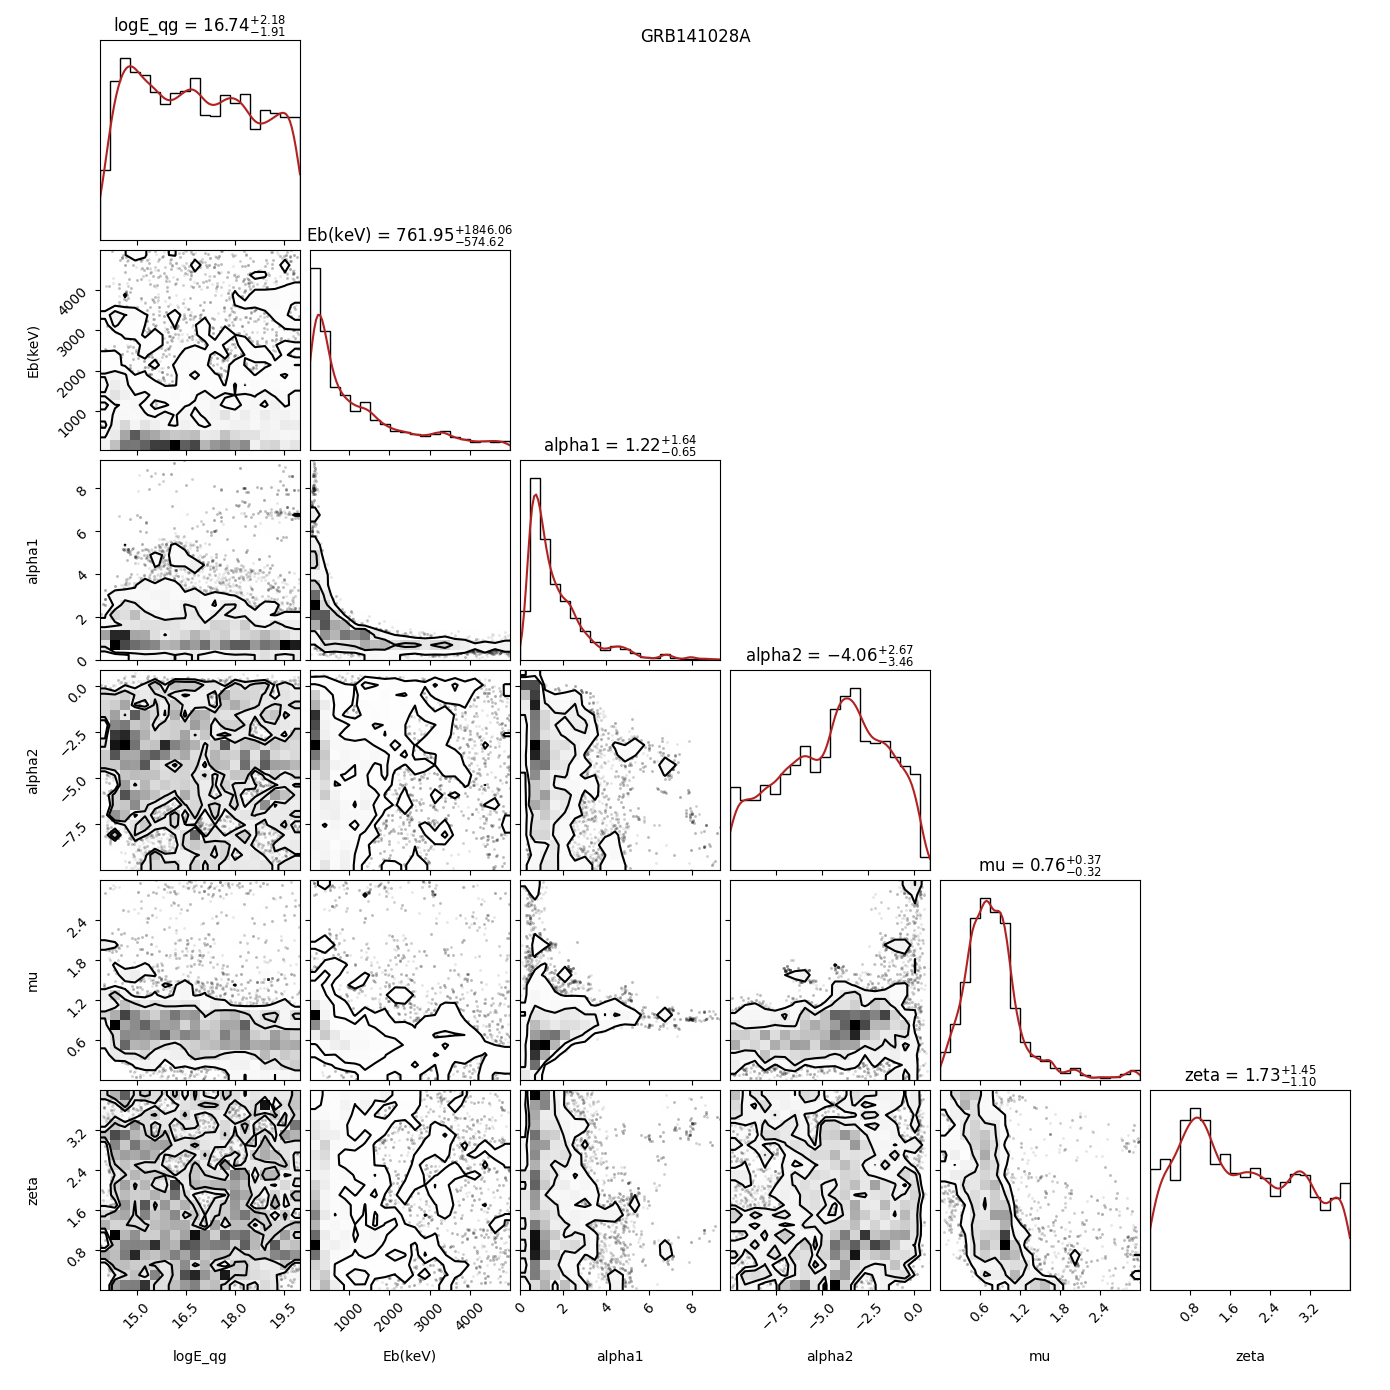 GRB141028A
logE_qg = 16.74 +2.18 −1.91
Eb(keV) = 761.95 +1846.06 −574.62
Eb(keV)
4000
3000
2000
1000
alpha1 = 1.22 +1.64 −0.65
alpha1
8
6
4
2
0
alpha2 = −4.06 +2.67 −3.46
alpha2
0.0
−2.5
−5.0
−7.5
mu = 0.76 +0.37 −0.32
mu
2.4
1.8
1.2
0.6
zeta = 1.73 +1.45 −1.10
zeta
3.2
2.4
1.6
0.8
15.0 16.5 18.0 19.5
1000 2000 3000 4000
0 2 4 6 8
−7.5 −5.0 −2.5 0.0
0.6 1.2 1.8 2.4
0.8 1.6 2.4 3.2
logE_qg Eb(keV) alpha1 alpha2 mu zeta